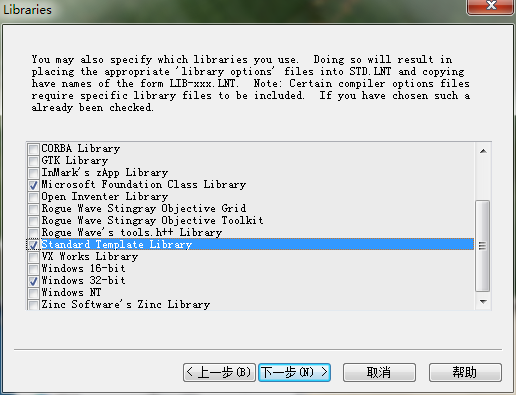 Libraries
You may also specify which libraries you use.  Doing so will result in
placing the appropriate 'library options' files into STD.LNT and copying
have names of the form LIB-xxx.LNT.  Note: Certain compiler options files
require specific library files to be included.  If you have chosen such a
already been checked.
CORBA Library
GTK Library
InMark's zApp Library
Microsoft Foundation Class Library
Open Inventer Library
Rogue Wave Stingray Objective Grid
Rogue Wave Stingray Objective Toolkit
Rogue Wave's tools.h++ Library
Standard Template Library
VX Works Library
Windows 16-bit
Windows 32-bit
Windows NT
Zinc Software's Zinc Library
< 上一步(B) 下一步(N) > 取消 帮助